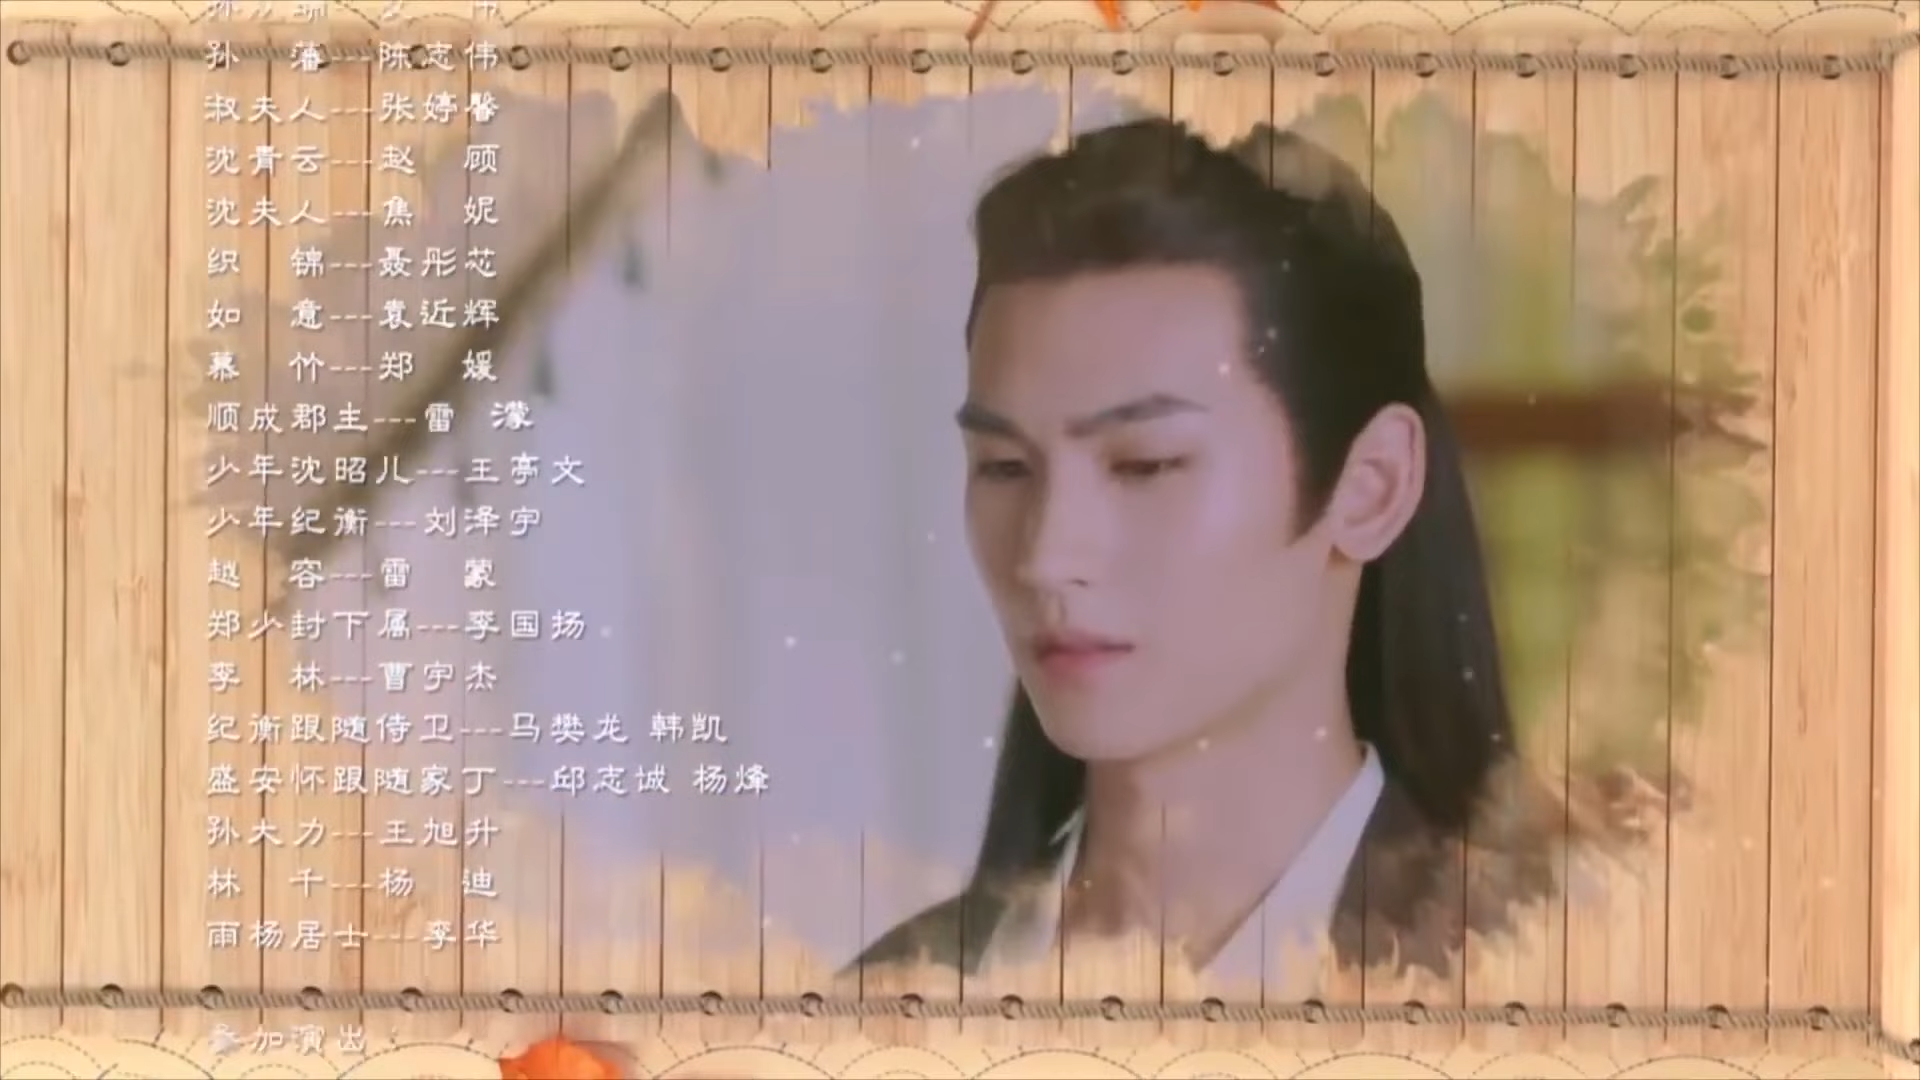 孙　藩---陈志伟
淑夫人---张婷馨
沈青云---赵　顾
沈夫人---焦　妮
织　锦---聂彤芯
如　意---袁近辉
慕　竹---郑　媛
顺成郡主---雷　濛
少年沈昭儿---王亭文
少年纪衡---刘泽宇
越　容---雷　蒙
郑少封下属---李国扬
李　林---曹宇杰
纪衡跟随侍卫---马樊龙 韩凯
盛安怀跟随家丁---邱志诚 杨烽
孙大力---王旭升
林　千---杨　迪
雨杨居士---李华
参加演出